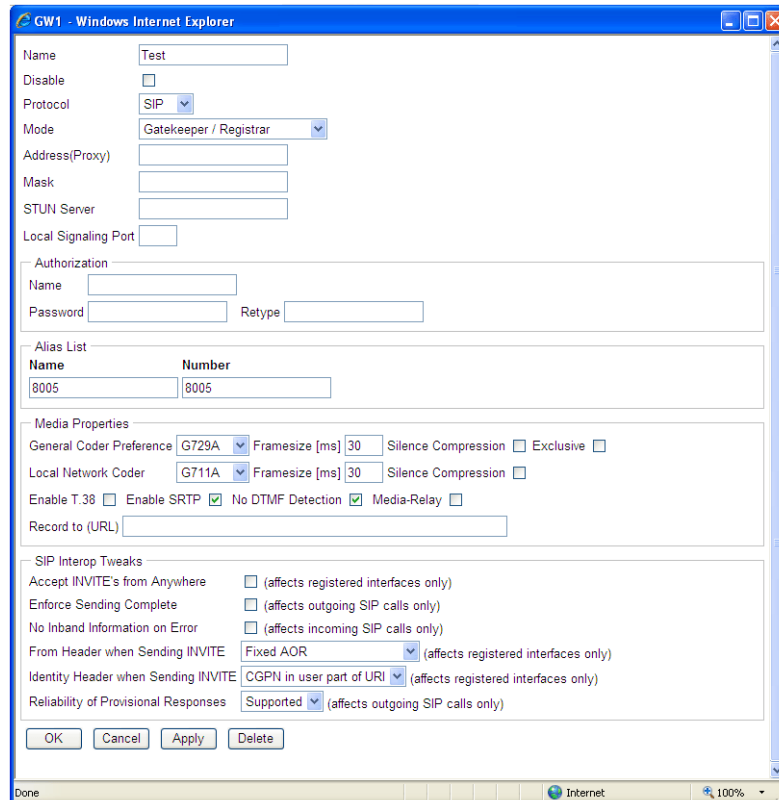 GW1 - Windows Internet Explorer
Name Test
Disable
Protocol SIP
Mode Gatekeeper / Registrar
Address(Proxy)
Mask
STUN Server
Local Signaling Port
Authorization
Name
Password Retype
Alias List
Name Number
8005 8005
Media Properties
General Coder Preference G729A Framesize [ms] 30 Silence Compression Exclusive
Local Network Coder G711A Framesize [ms] 30 Silence Compression
Enable T.38 Enable SRTP No DTMF Detection Media-Relay
Record to (URL)
SIP Interop Tweaks
Accept INVITE's from Anywhere (affects registered interfaces only)
Enforce Sending Complete (affects outgoing SIP calls only)
No Inband Information on Error (affects incoming SIP calls only)
From Header when Sending INVITE Fixed AOR (affects registered interfaces only)
Identity Header when Sending INVITE CGPN in user part of URI (affects registered interfaces only)
Reliability of Provisional Responses Supported (affects outgoing SIP calls only)
OK Cancel Apply Delete
Done Internet 100%